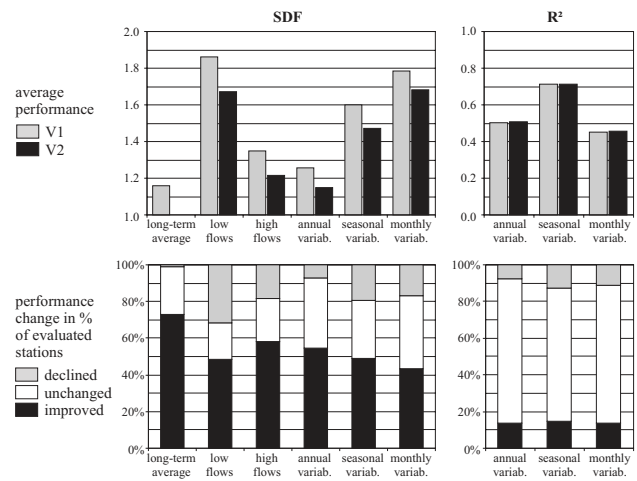 SDF
R²
average
performance
V1
V2
2.0
1.8
1.6
1.4
1.2
1.0
long-term
average
low
flows
high
flows
annual
variab.
seasonal
variab.
monthly
variab.
1.0
0.8
0.6
0.4
0.2
0.0
annual
variab.
seasonal
variab.
monthly
variab.
performance
change in %
of evaluated
stations
declined
unchanged
improved
100%
80%
60%
40%
20%
0%
long-term
average
low
flows
high
flows
annual
variab.
seasonal
variab.
monthly
variab.
100%
80%
60%
40%
20%
0%
annual
variab.
seasonal
variab.
monthly
variab.